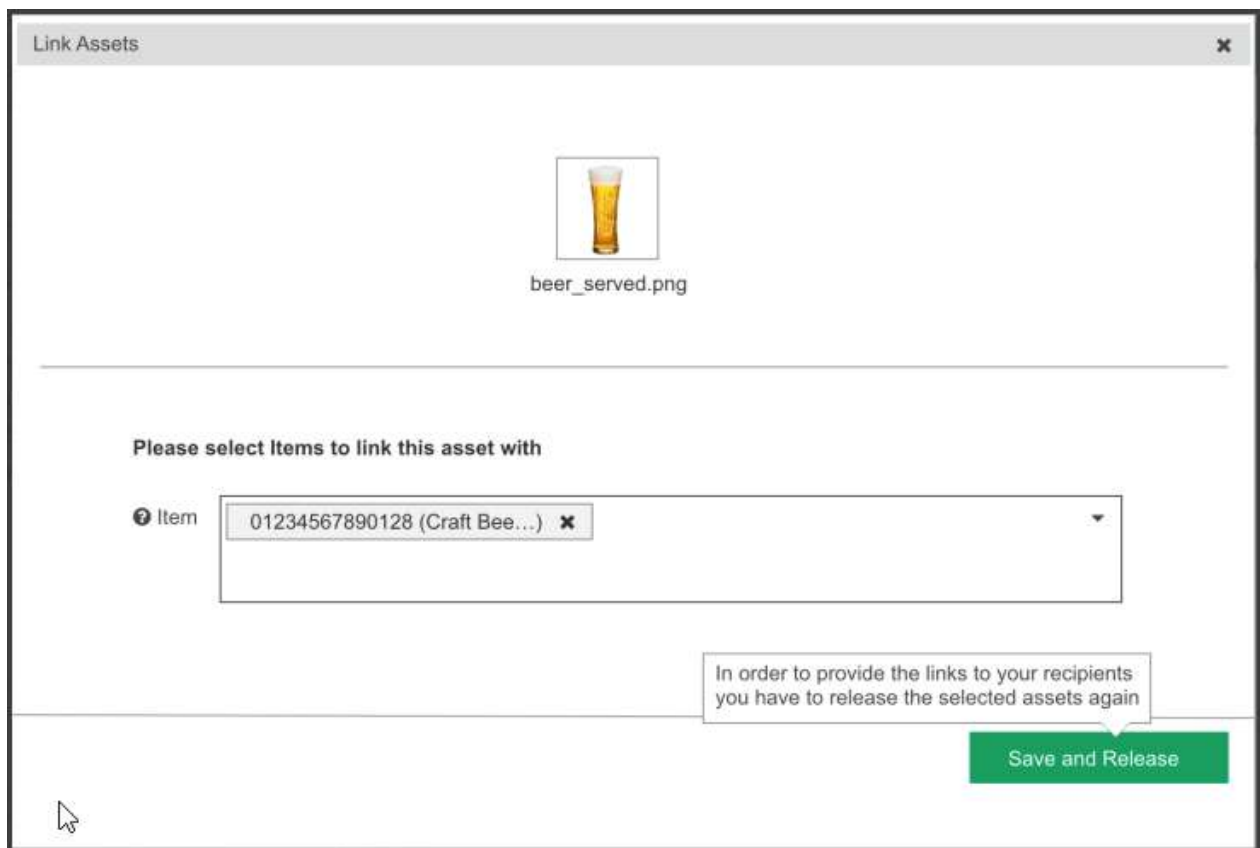 Link Assets
beer_served.png
Please select Items to link this asset with
Item
01234567890128 (Craft Bee…)
In order to provide the links to your recipients
you have to release the selected assets again
Save and Release